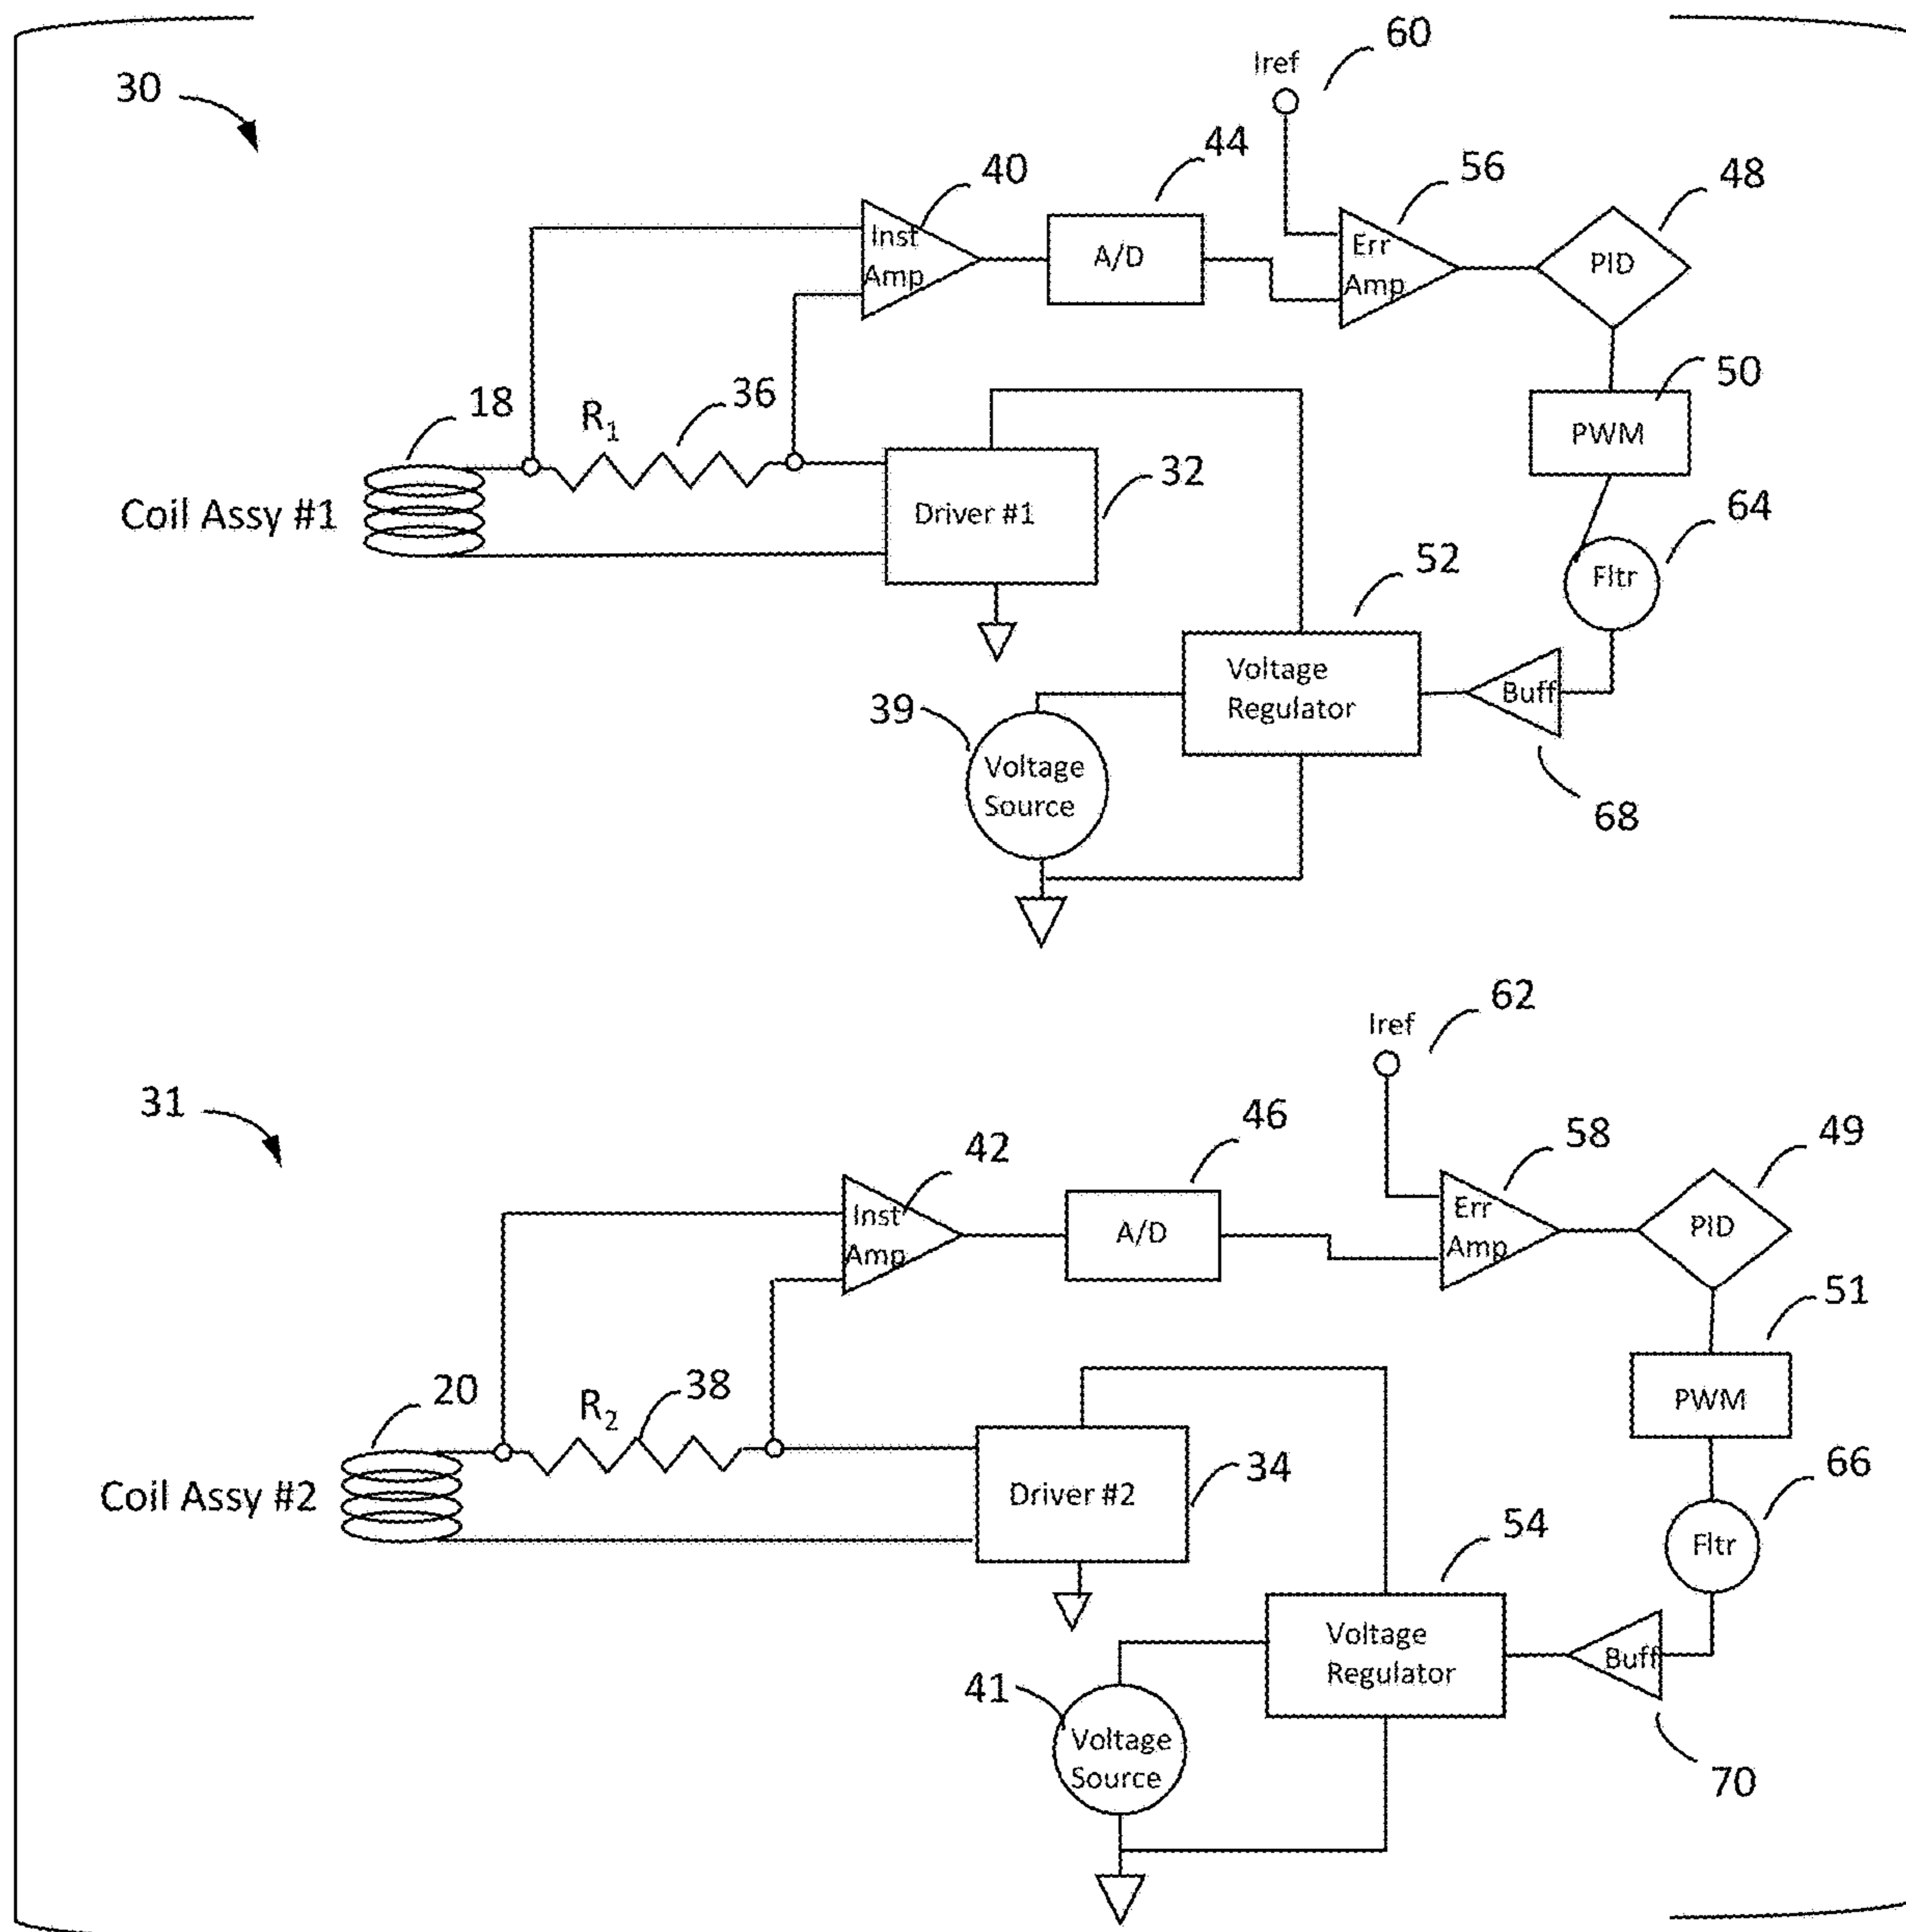 60
Iref
30
44
40
56
48
Inst
Amp
A/D
Err
Amp
PID
50
18
R1
36
PWM
32
Coil Assy #1
Driver #1
64
52
Fltr
Voltage
Regulator
Buff
39
Voltage
Source
68
62
Iref
31
46
42
58
49
Inst
Amp
A/D
Err
Amp
PID
51
20
R2
38
PWM
34
66
Coil Assy #2
Driver #2
54
Fltr
Voltage
Regulator
Buff
41
Voltage
Source
70